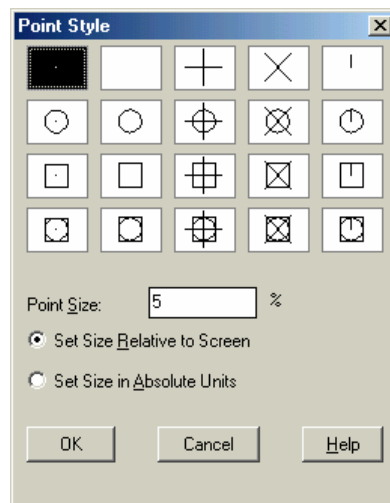 Point Style
Point Size: 5 %
Set Size Relative to Screen
Set Size in Absolute Units
OK Cancel Help